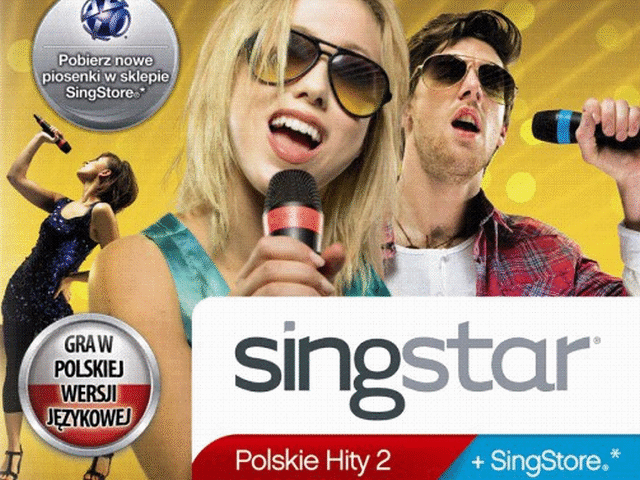 Pobierz nowe
piosenki w sklepie
SingStore®*
GRA W
POLSKIEJ
WERSJI
JĘZYKOWEJ
singstar®
Polskie Hity 2
+ SingStore®*